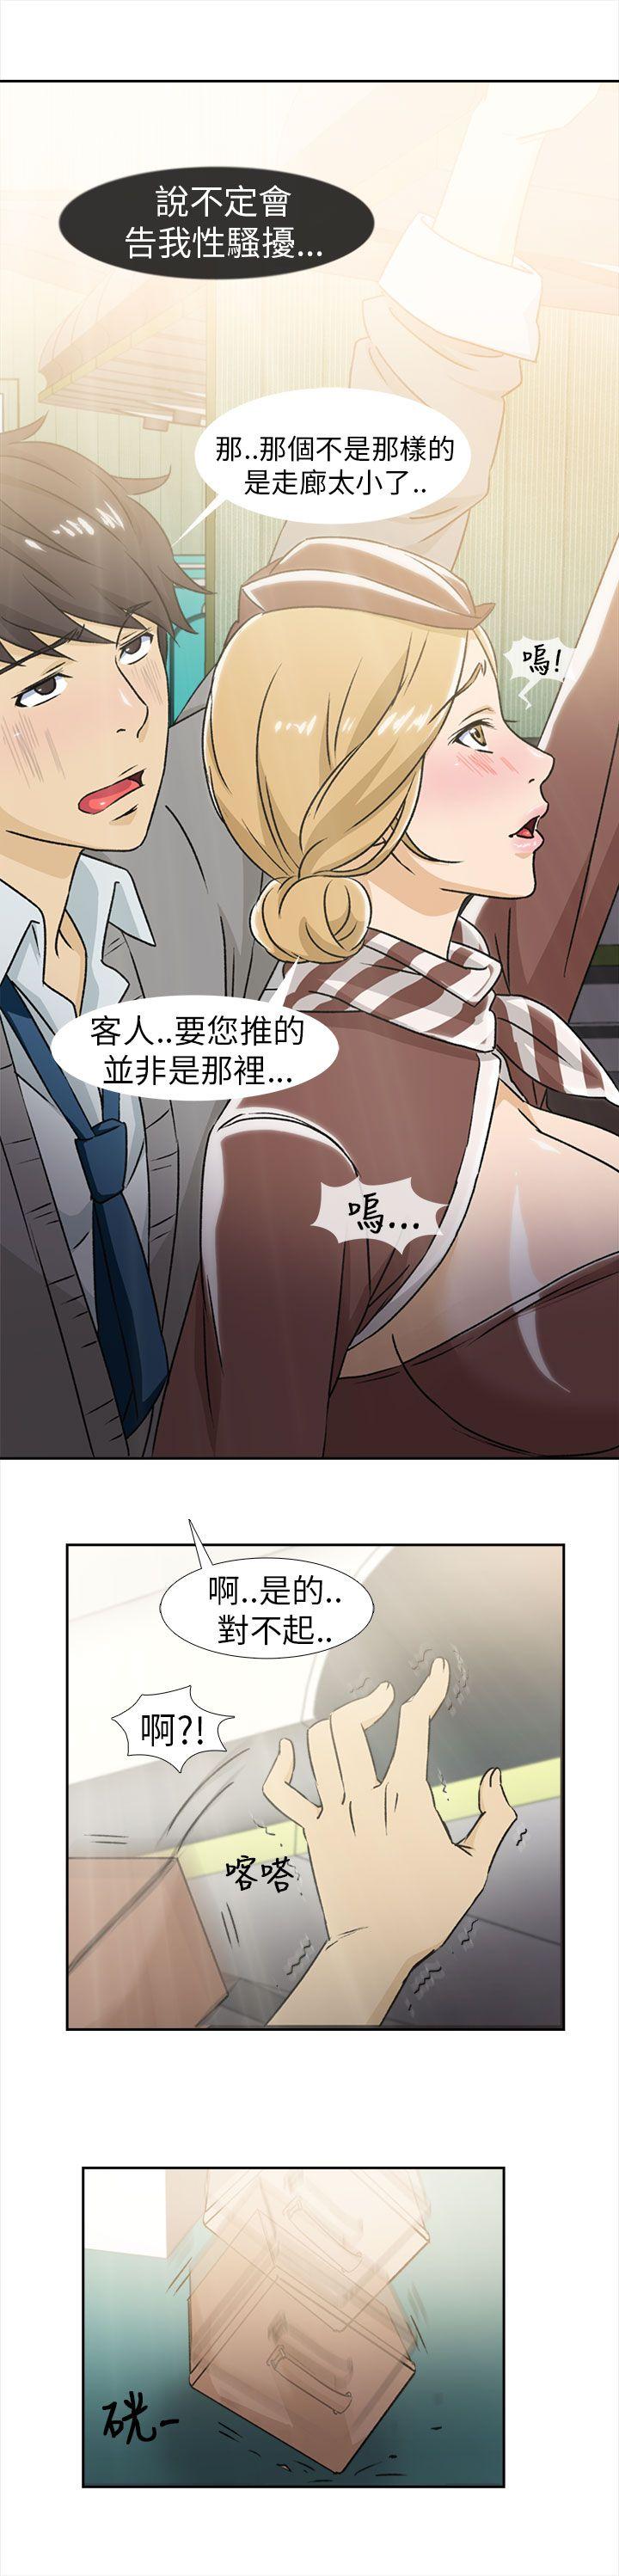 說不定會
告我性騷擾...
那..那個不是那樣的
是走廊太小了..
嗚!
客人..要您推的
並非是那裡...
嗚...
啊..是的..
對不起..
啊?!
喀嗒
硄-